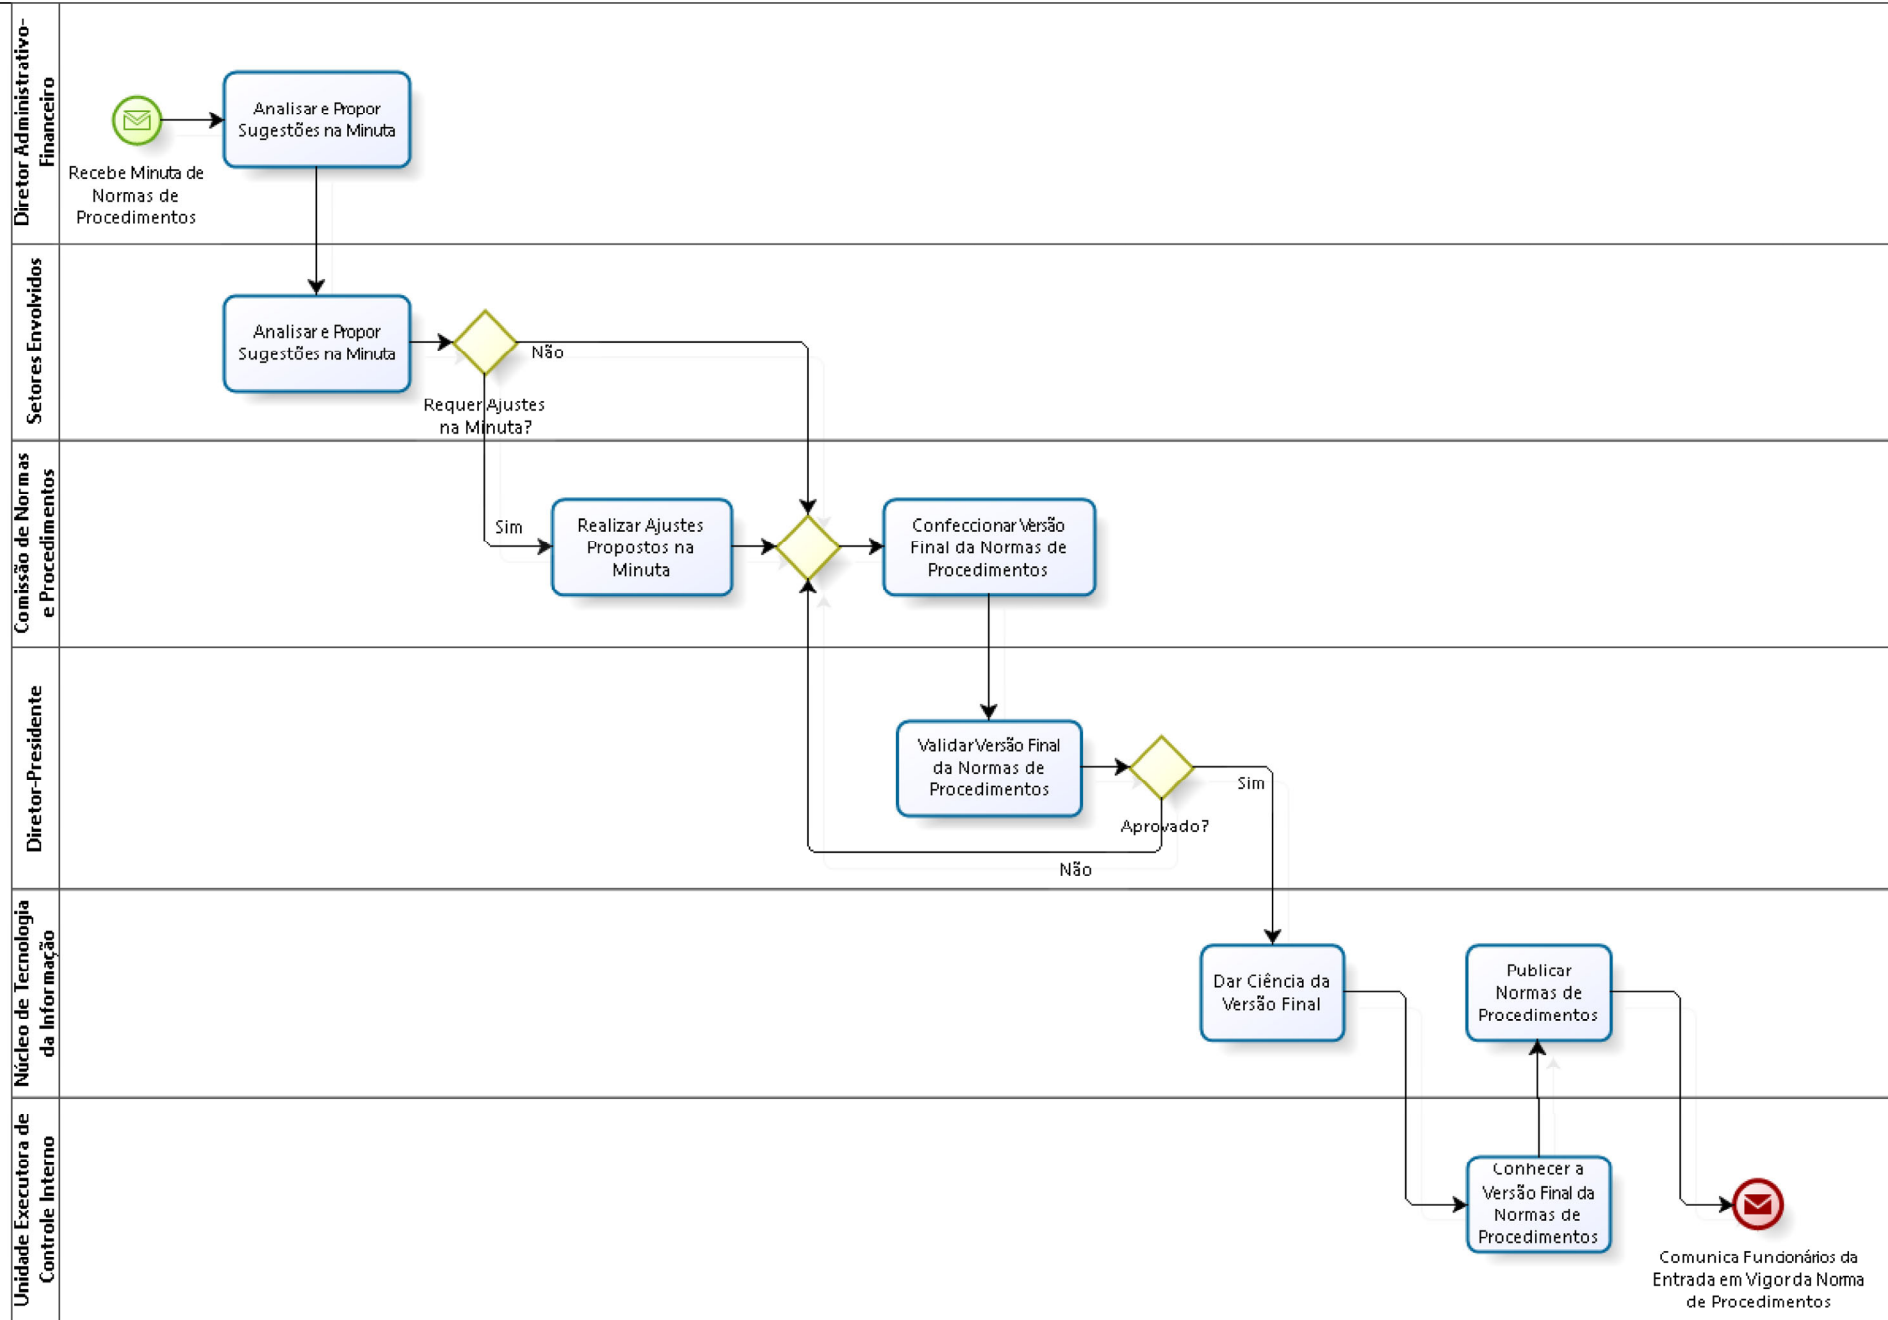 Diretor Administrativo-
Financeiro
Recebe Minuta de
Normas de
Procedimentos
Analisar e Propor
Sugestões na Minuta
Setores Envolvidos
Analisar e Propor
Sugestões na Minuta
Requer Ajustes
na Minuta?
Não
Sim
Comissão de Normas
e Procedimentos
Realizar Ajustes
Propostos na
Minuta
Confeccionar Versão
Final da Normas de
Procedimentos
Diretor-Presidente
Validar Versão Final
da Normas de
Procedimentos
Aprovado?
Sim
Não
Núcleo de Tecnologia
da Informação
Dar Ciência da
Versão Final
Publicar
Normas de
Procedimentos
Unidade Executora de
Controle Interno
Conhecer a
Versão Final da
Normas de
Procedimentos
Comunica Funcionários da
Entrada em Vigor da Norma
de Procedimentos